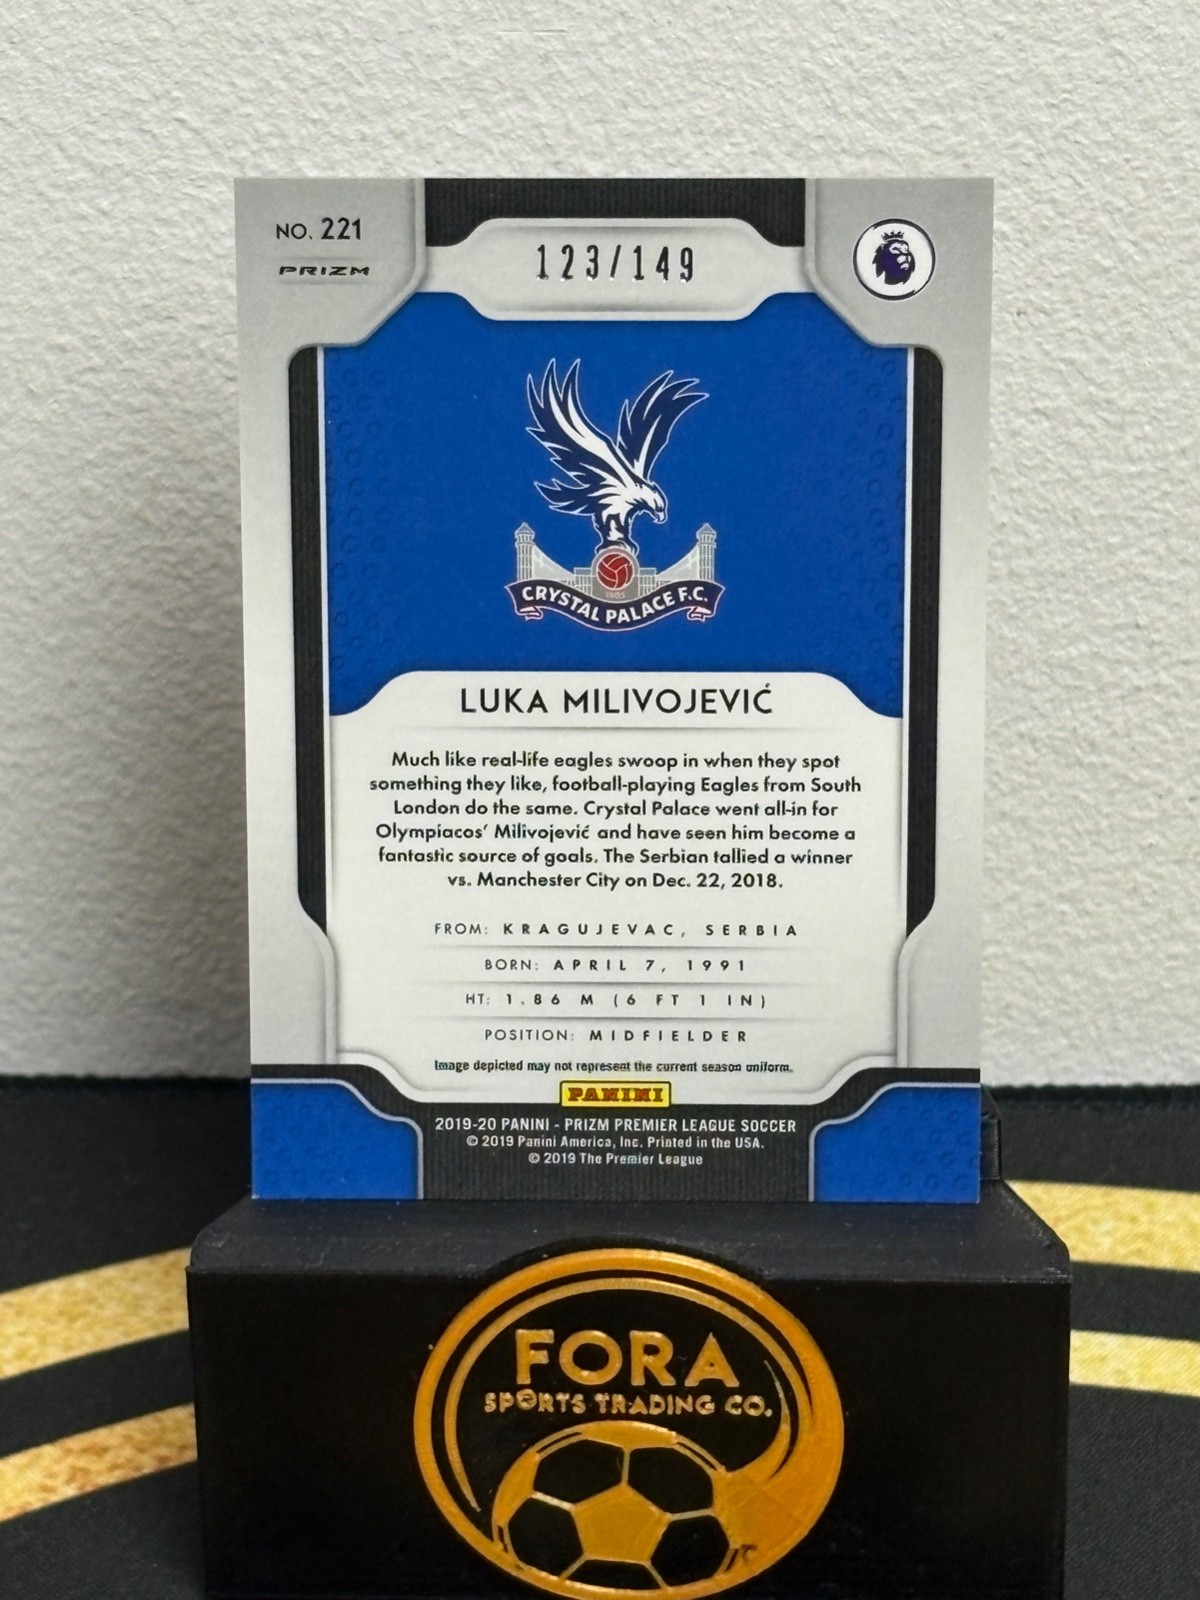 NO. 221
PRIZM
123/149
1905
CRYSTAL PALACE F.C.
LUKA MILIVOJEVIĆ
Much like real-life eagles swoop in when they spot
something they like, football-playing Eagles from South
London do the same. Crystal Palace went all-in for
Olympiacos' Milivojević and have seen him become a
fantastic source of goals. The Serbian tallied a winner
vs. Manchester City on Dec. 22, 2018.
FROM: KRAGUJEVAC, SERBIA
BORN: APRIL 7, 1991
HT: 1.86 M (6 FT 1 IN)
POSITION: MIDFIELDER
Image depicted may not represent the current season uniform.
PANINI
2019-20 PANINI - PRIZM PREMIER LEAGUE SOCCER
© 2019 Panini America, Inc. Printed in the USA.
© 2019 The Premier League
FORA
SPORTS TRADING CO.